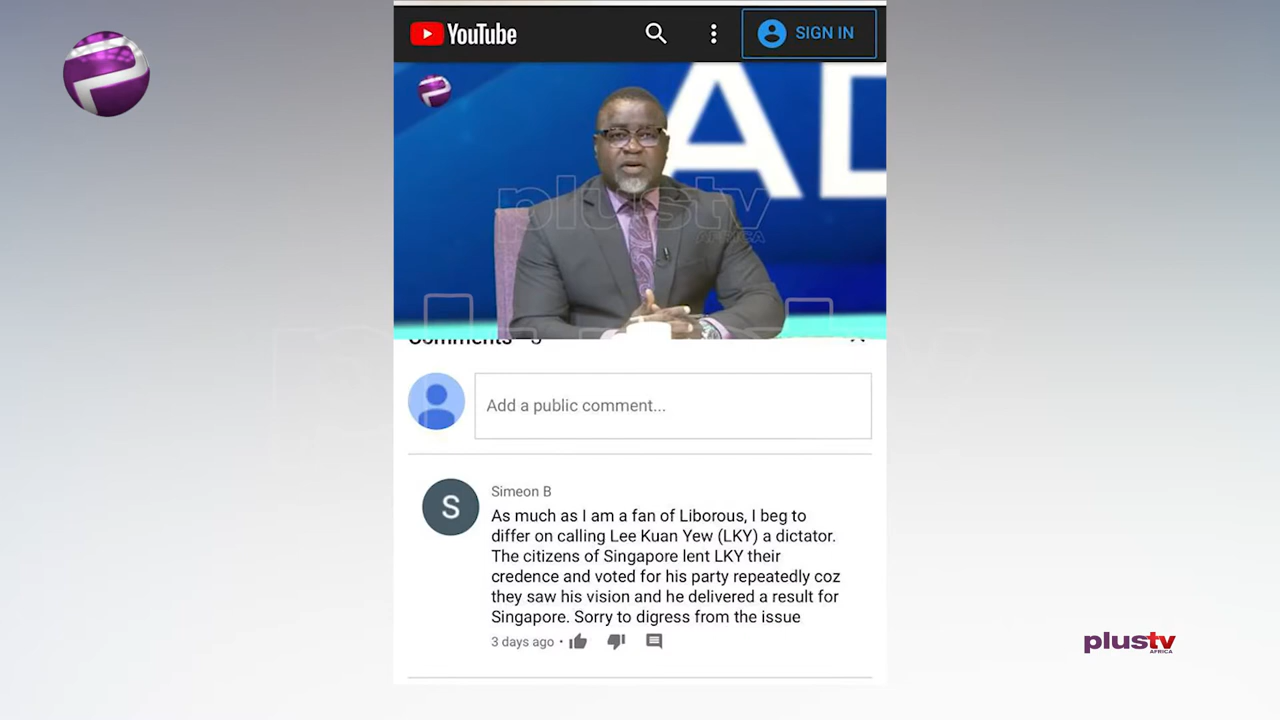 YouTube
SIGN IN
AD
plustv
AFRICA
Comments
Add a public comment...
S
Simeon B
As much as I am a fan of Liborous, I beg to
differ on calling Lee Kuan Yew (LKY) a dictator.
The citizens of Singapore lent LKY their
credence and voted for his party repeatedly coz
they saw his vision and he delivered a result for
Singapore. Sorry to digress from the issue
3 days ago •
plustv
AFRICA